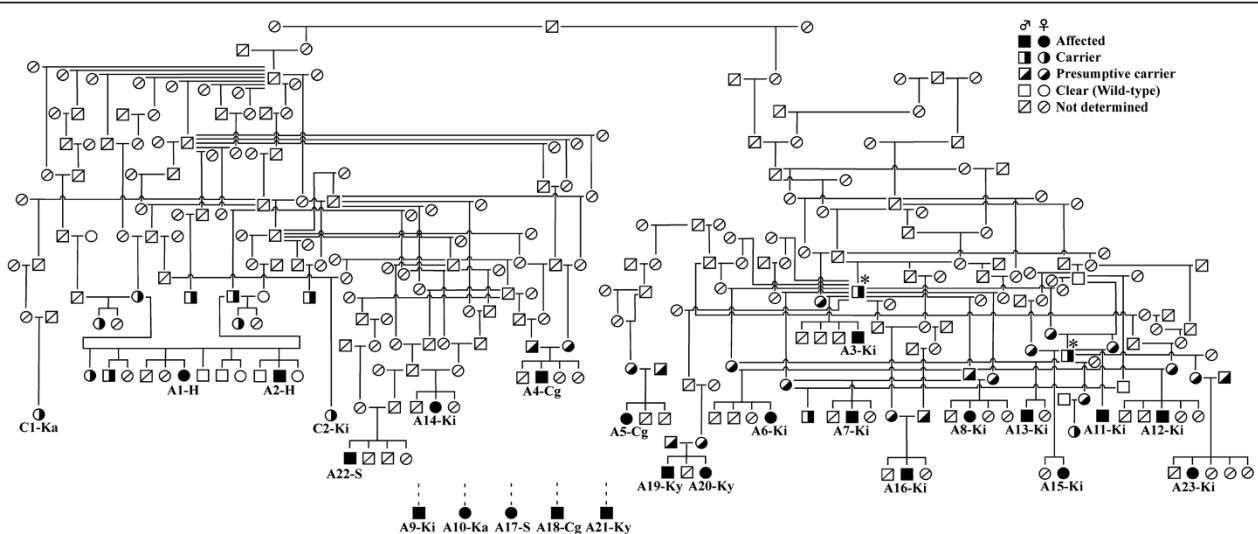 ♂ ♀
Affected
Carrier
Presumptive carrier
Clear (Wild-type)
Not determined
*
A3-Ki
*
A1-H A2-H A4-Cg
C1-Ka C2-Ki A14-Ki A5-Cg A6-Ki A7-Ki A8-Ki A13-Ki A11-Ki A12-Ki
A22-S A19-Ky A20-Ky A16-Ki A15-Ki A23-Ki
A9-Ki A10-Ka A17-S A18-Cg A21-Ky